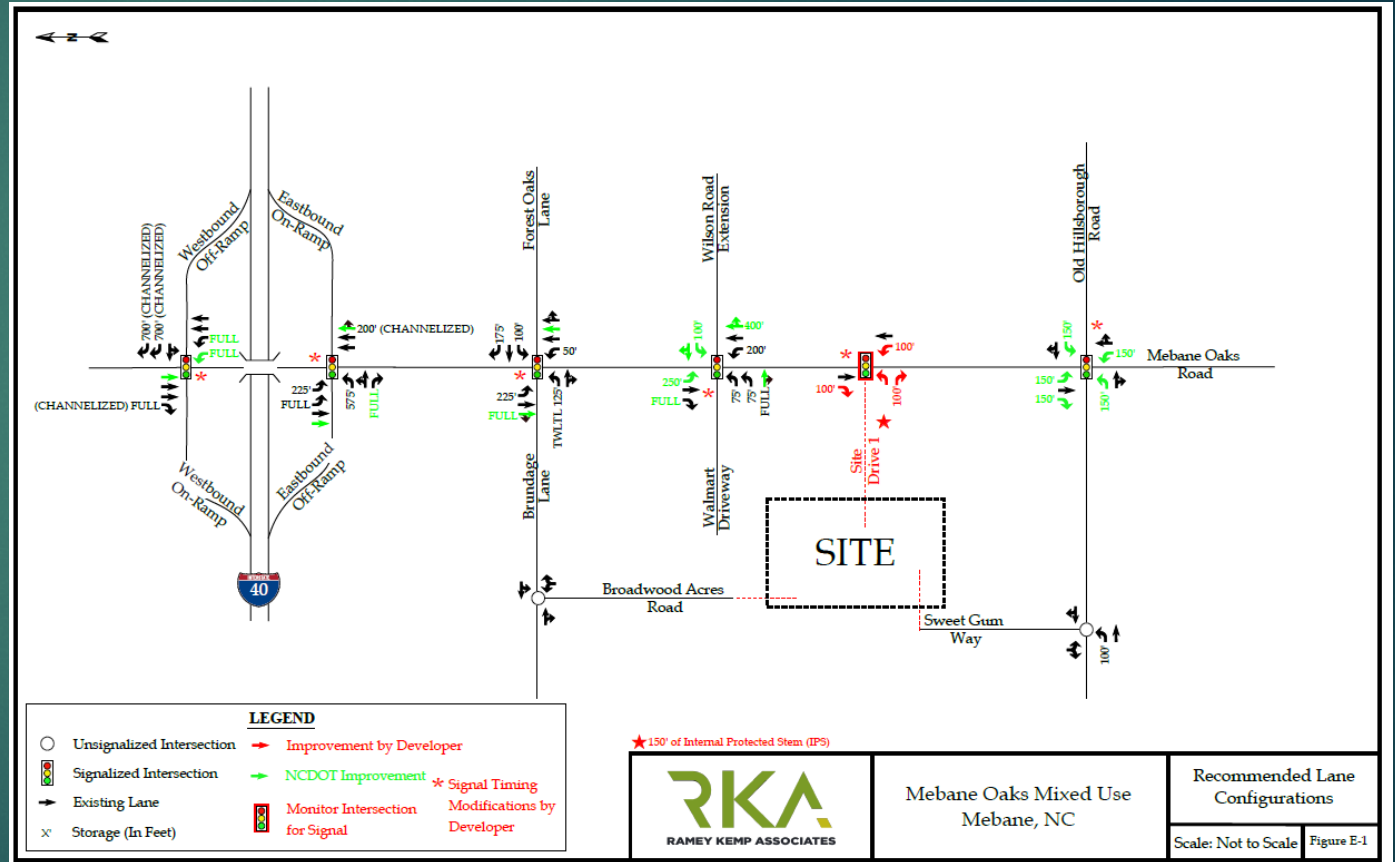 N
Westbound
Off-Ramp
Eastbound
On-Ramp
Forest Oaks
Lane
Wilson Road
Extension
Old Hillsborough
Road
700' (CHANNELIZED)
700' (CHANNELIZED)
FULL
FULL
(CHANNELIZED) FULL
200' (CHANNELIZED)
225'
FULL
575'
FULL
175'
100'
50'
225'
FULL
TWLTL 125'
100'
400'
200'
250'
FULL
75'
75'
FULL
100'
100'
100'
150'
150'
150'
150'
150'
Mebane Oaks
Road
Westbound
On-Ramp
Eastbound
Off-Ramp
Brundage
Lane
Walmart
Driveway
Site
Drive 1
INTERSTATE
40
SITE
Broadwood Acres
Road
Sweet Gum
Way
100'
LEGEND
Unsignalized Intersection
Signalized Intersection
Existing Lane
X' Storage (In Feet)
Improvement by Developer
NCDOT Improvement
Monitor Intersection
for Signal
* Signal Timing
Modifications by
Developer
★150' of Internal Protected Stem (IPS)
RKA
RAMEY KEMP ASSOCIATES
Mebane Oaks Mixed Use
Mebane, NC
Recommended Lane
Configurations
Scale: Not to Scale
Figure E-1